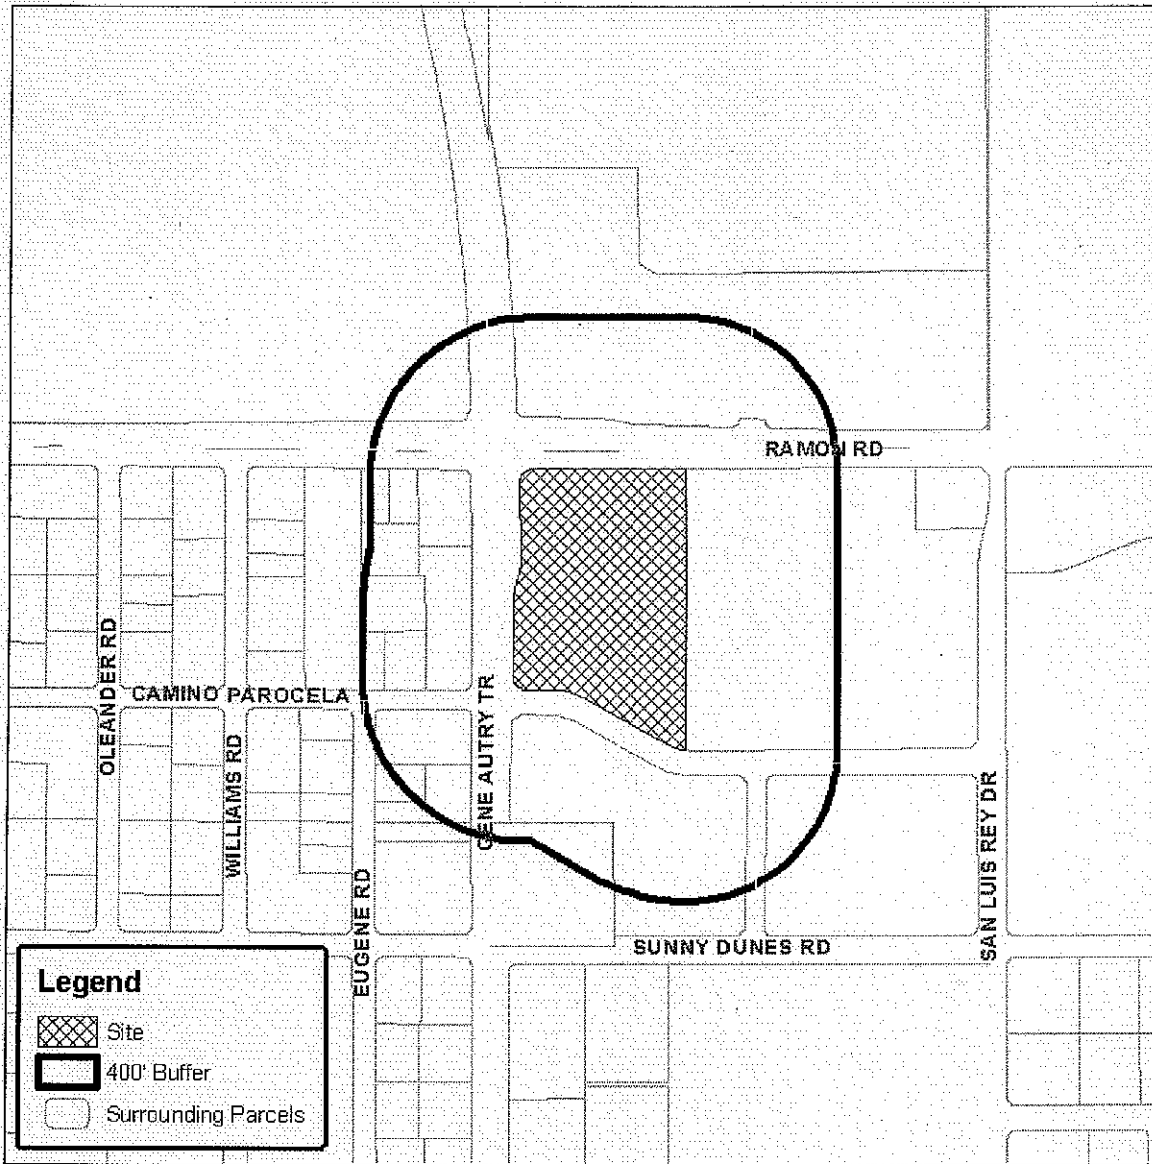 RAMON RD
OLEANDER RD
CAMINO PAROCELA
WILLIAMS RD
GENE AUTRY TR
EUGENE RD
SAN LUIS REY DR
SUNNY DUNES RD
Legend
Site
400' Buffer
Surrounding Parcels